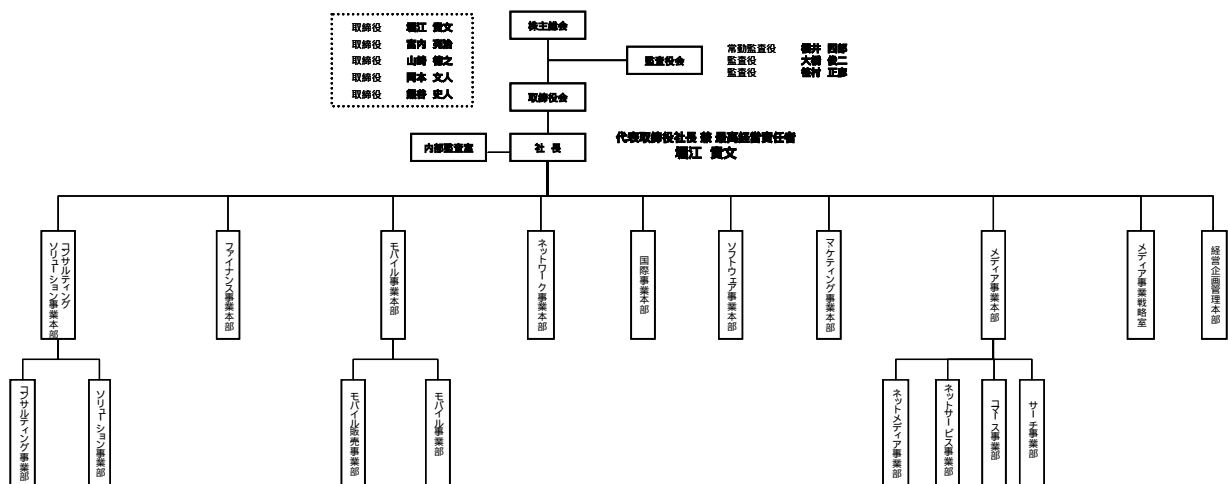 株主総会
取締役 堀江 貴文
取締役 宮内 亮治
取締役 山崎 徳之
取締役 岡本 文人
取締役 熊谷 史人
監査役会
常勤監査役 四郎
監査役 大橋 俊二
監査役 正彦
取締役会
内部監査室
社 長
代表取締役社長 兼 最高経営責任者
堀江 貴文
コンサルティング
ソリューション事業本部
ファイナンス事業本部
モバイル事業本部
ネットワーク事業本部
国際事業本部
ソフトウェア事業本部
マーケティング事業本部
メディア事業本部
メディア事業戦略室
経営企画管理本部
コンサルティング事業部
ソリューション事業部
モバイル販売事業部
モバイル事業部
ネットメディア事業部
ネットサービス事業部
コマース事業部
サーチ事業部